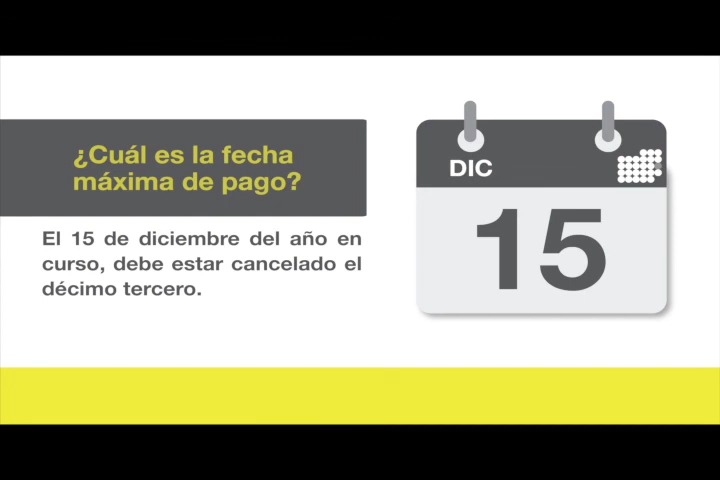 ¿Cuál es la fecha
máxima de pago?
El 15 de diciembre del año en
curso, debe estar cancelado el
décimo tercero.
DIC
15